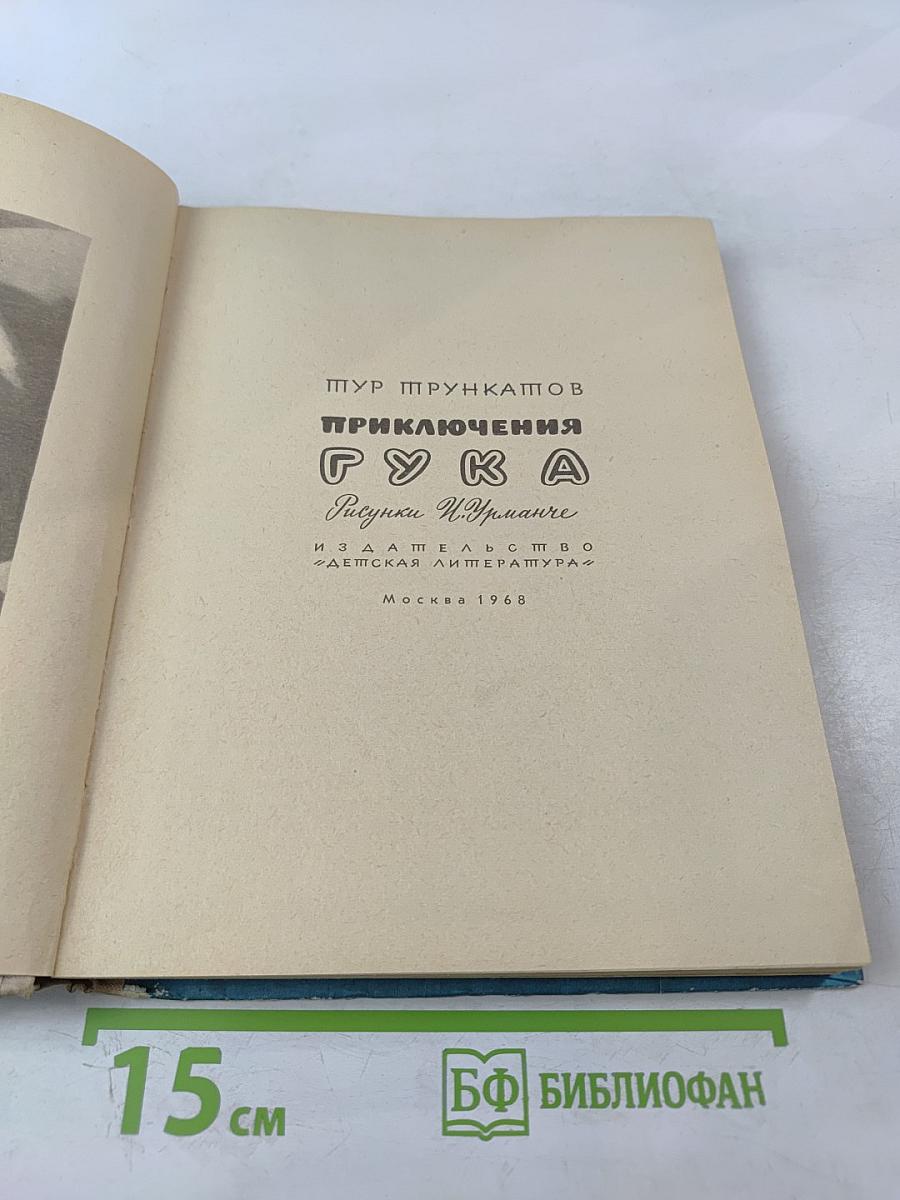 ТУР ТРУНКАТОВ
ПРИКЛЮЧЕНИЯ
ГУКА
Рисунки И. Урманче
ИЗДАТЕЛЬСТВО
"ДЕТСКАЯ ЛИТЕРАТУРА"
Москва 1968
15 см
БФ БИБЛИОФАН